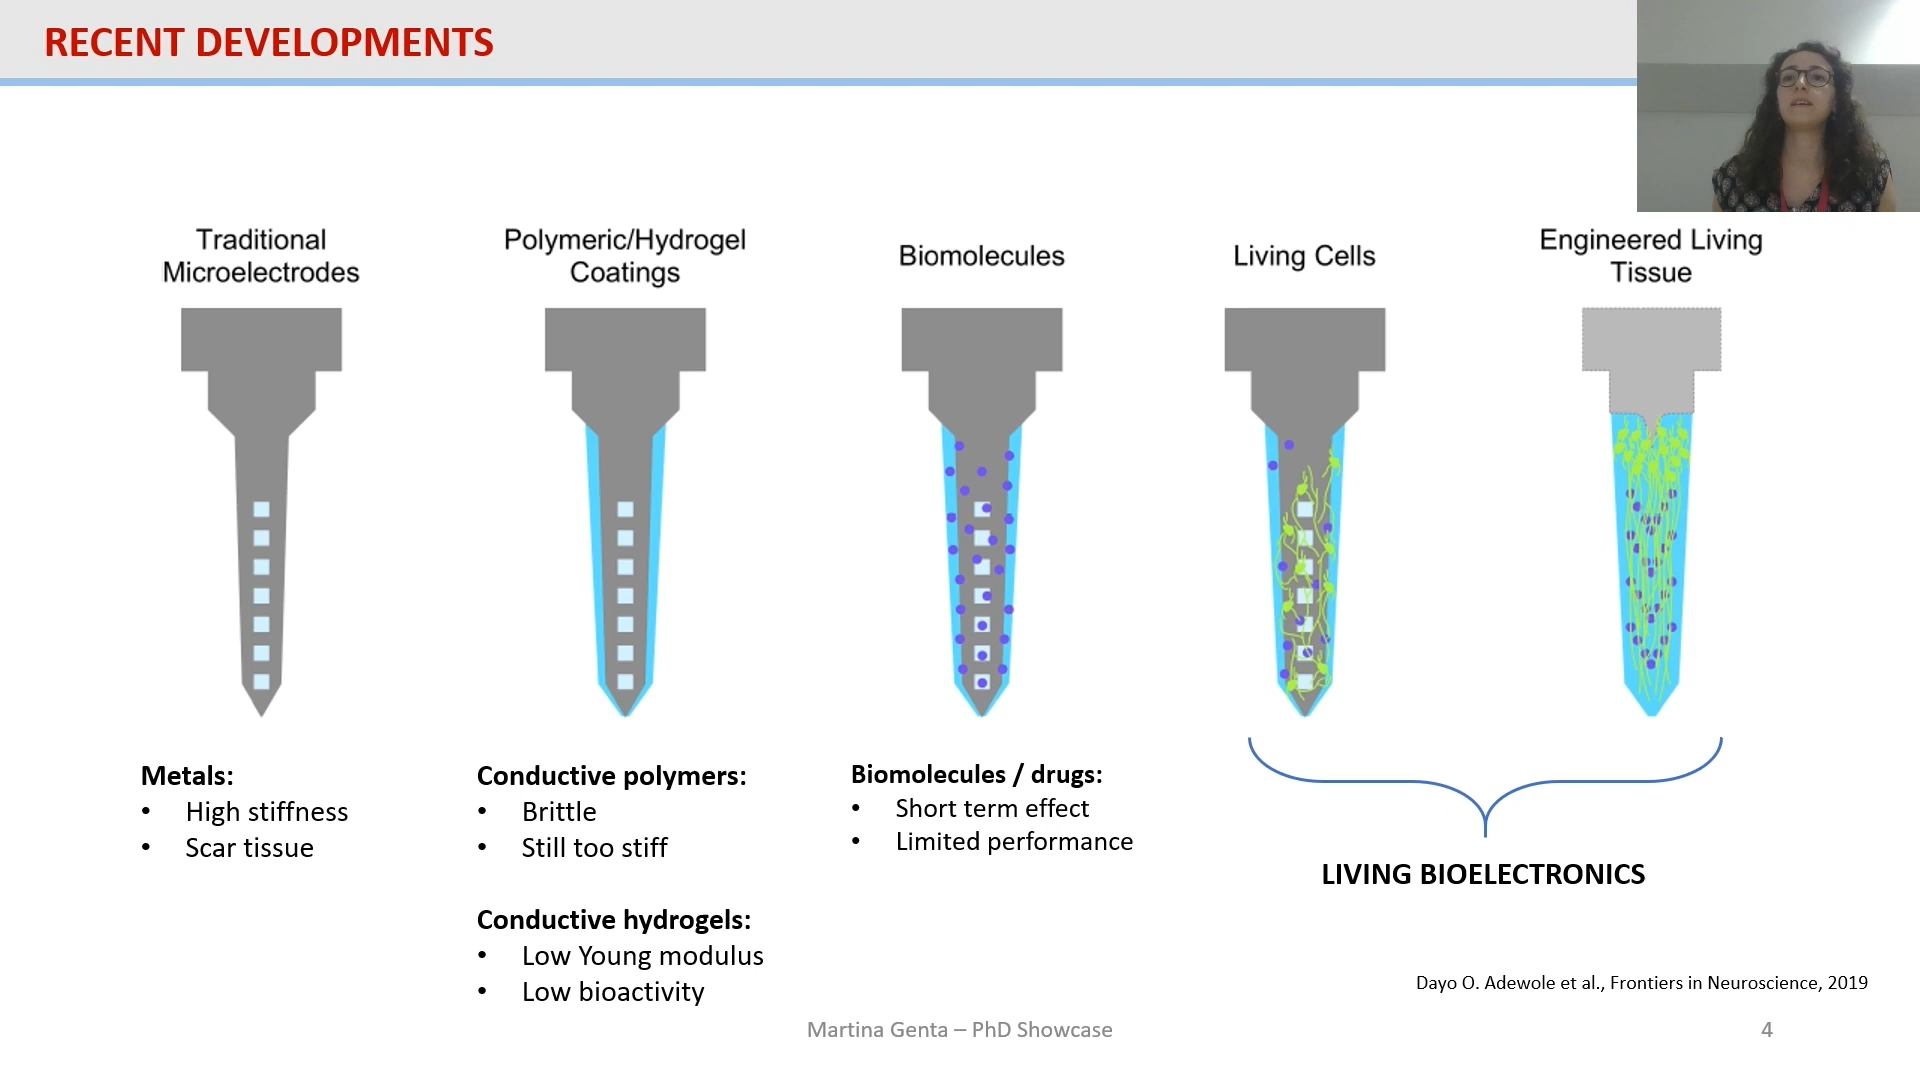 RECENT DEVELOPMENTS
Traditional
Microelectrodes
Polymeric/Hydrogel
Coatings
Biomolecules
Living Cells
Engineered Living
Tissue
Metals:
• High stiffness
• Scar tissue
Conductive polymers:
• Brittle
• Still too stiff
Conductive hydrogels:
• Low Young modulus
• Low bioactivity
Biomolecules / drugs:
• Short term effect
• Limited performance
LIVING BIOELECTRONICS
Dayo O. Adewole et al., Frontiers in Neuroscience, 2019
Martina Genta – PhD Showcase
4